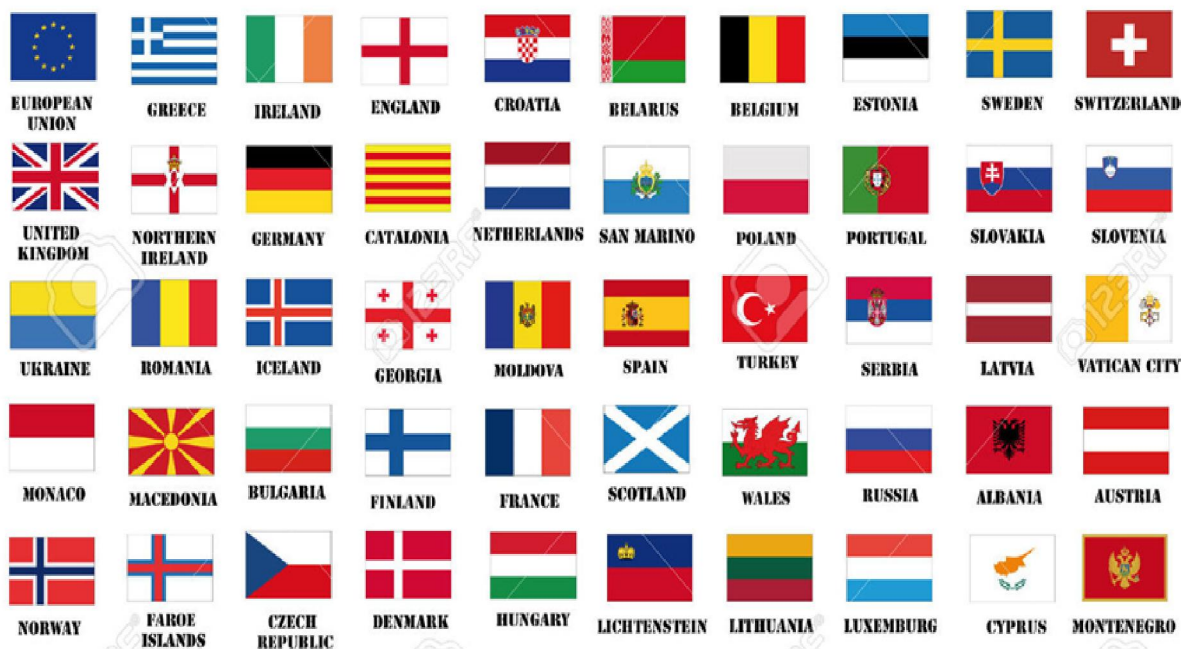 EUROPEAN
UNION
GREECE
IRELAND
ENGLAND
CROATIA
BELARUS
BELGIUM
ESTONIA
SWEDEN
SWITZERLAND
UNITED
KINGDOM
NORTHERN
IRELAND
GERMANY
CATALONIA
NETHERLANDS
SAN MARINO
POLAND
PORTUGAL
SLOVAKIA
SLOVENIA
UKRAINE
ROMANIA
ICELAND
GEORGIA
MOLDOVA
SPAIN
TURKEY
SERBIA
LATVIA
VATICAN CITY
MONACO
MACEDONIA
BULGARIA
FINLAND
FRANCE
SCOTLAND
WALES
RUSSIA
ALBANIA
AUSTRIA
NORWAY
FAROE
ISLANDS
CZECH
REPUBLIC
DENMARK
HUNGARY
LICHTENSTEIN
LITHUANIA
LUXEMBURG
CYPRUS
MONTENEGRO
123RF
123RF